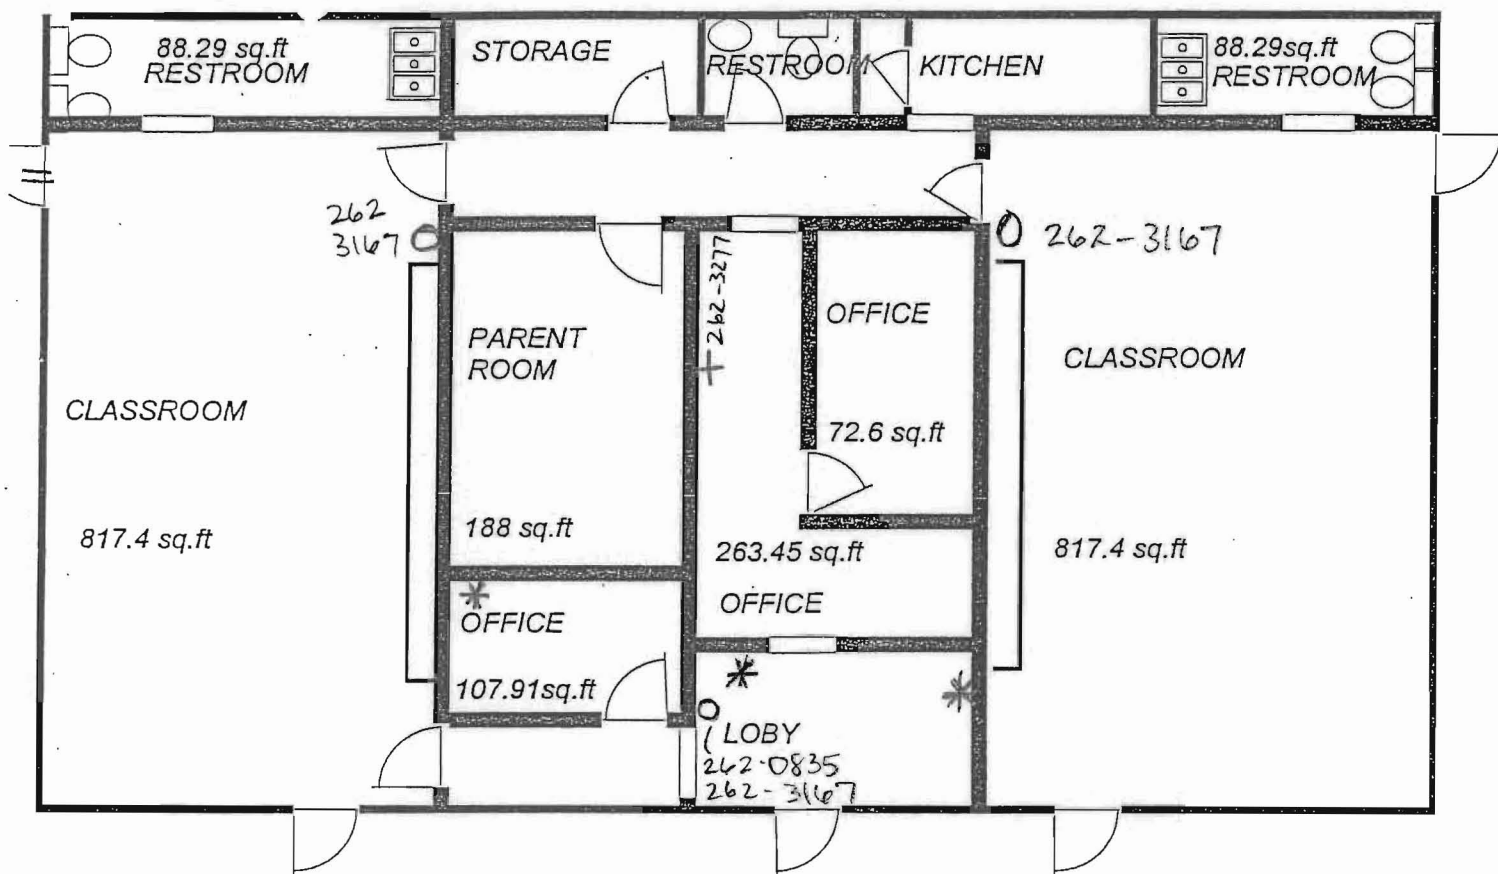 88.29 sq.ft
RESTROOM
STORAGE
RESTROOM
KITCHEN
88.29sq.ft
RESTROOM
262
3167
262-3277
262-3167
PARENT
ROOM
OFFICE
CLASSROOM
CLASSROOM
72.6 sq.ft
817.4 sq.ft
188 sq.ft
263.45 sq.ft
817.4 sq.ft
OFFICE
OFFICE
107.91sq.ft
LOBY
262-0835
262-3167